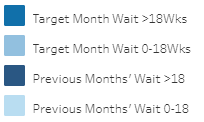 Target Month Wait >18Wks
Target Month Wait 0-18Wks
Previous Months' Wait >18
Previous Months' Wait 0-18